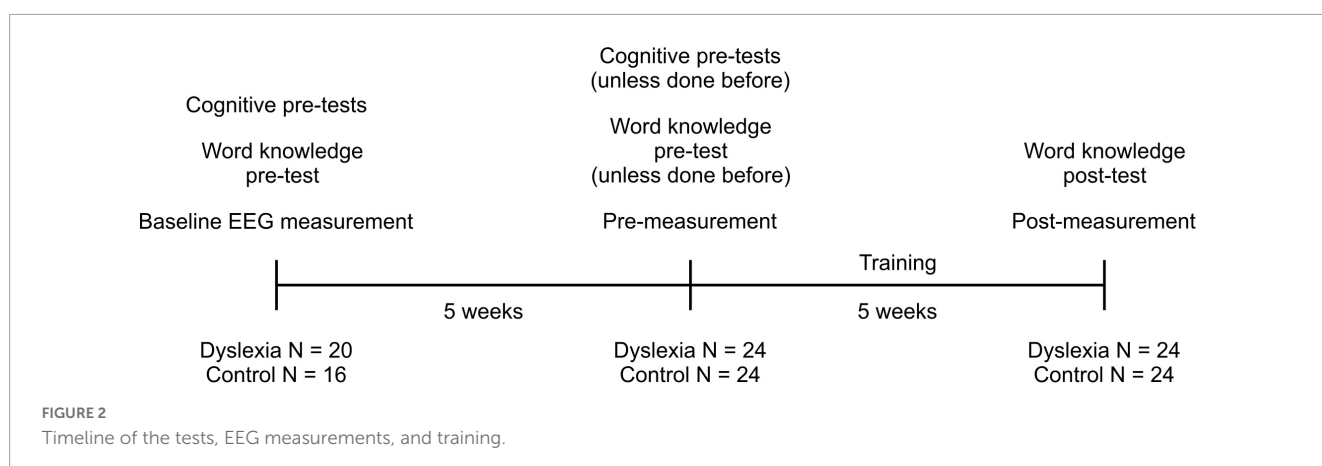 Cognitive pre-tests
Word knowledge
pre-test
Baseline EEG measurement
Cognitive pre-tests
(unless done before)
Word knowledge
pre-test
(unless done before)
Pre-measurement
Word knowledge
post-test
Post-measurement
Training
5 weeks
5 weeks
Dyslexia N = 20
Control N = 16
Dyslexia N = 24
Control N = 24
Dyslexia N = 24
Control N = 24
FIGURE 2
Timeline of the tests, EEG measurements, and training.